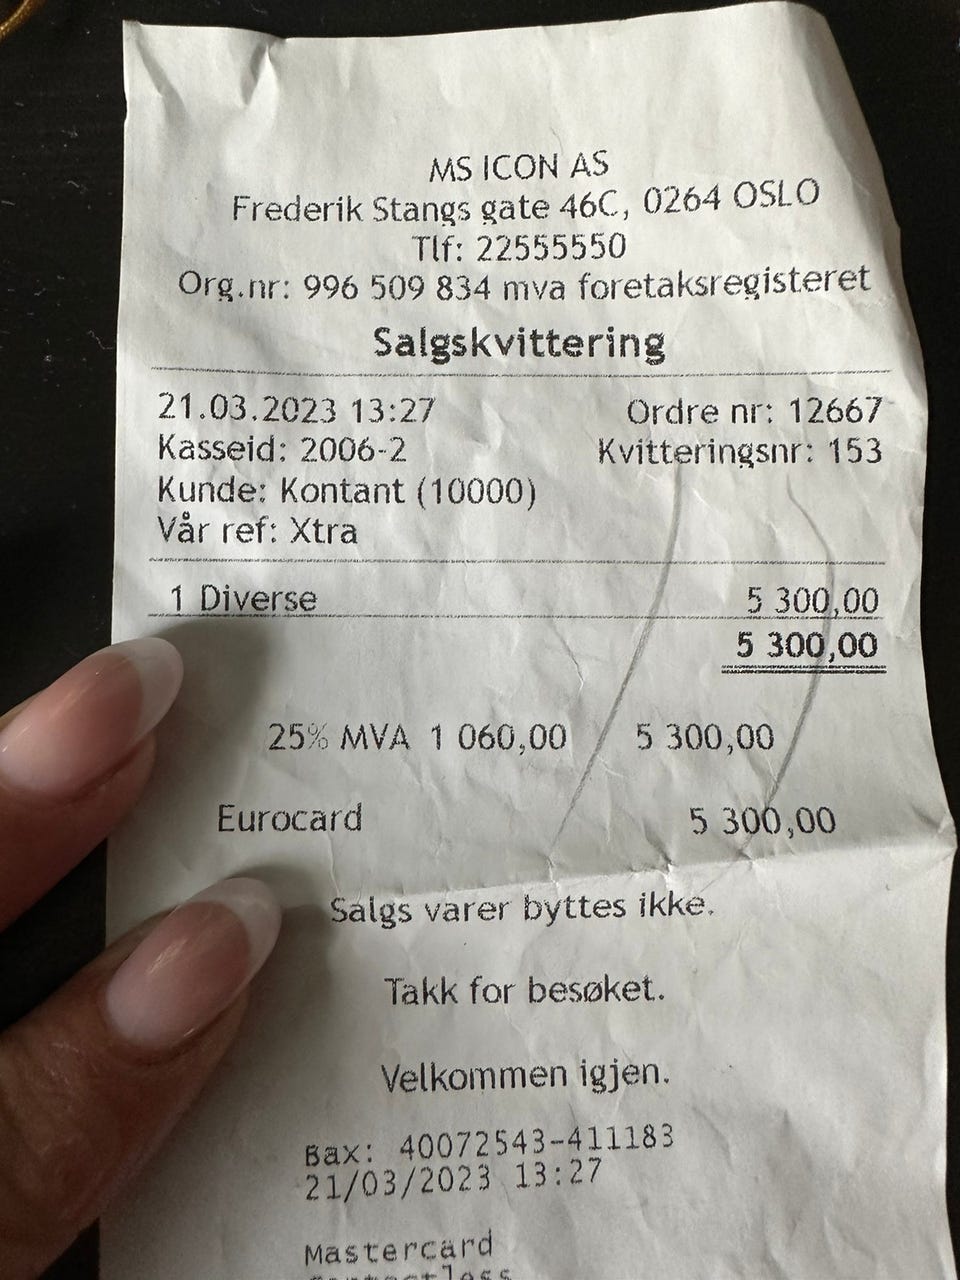 MS ICON AS
Frederik Stangs gate 46C, 0264 OSLO
Tlf: 22555550
Org.nr: 996 509 834 mva foretaksregisteret
Salgskvittering
21.03.2023 13:27 Ordre nr: 12667
Kasseid: 2006-2 Kvitteringsnr: 153
Kunde: Kontant (10000)
Vår ref: Xtra
1 Diverse 5 300,00
5 300,00
25% MVA 1 060,00 5 300,00
Eurocard 5 300,00
Salgs varer byttes ikke.
Takk for besøket.
Velkommen igjen.
Bax: 40072543-411183
21/03/2023 13:27
Mastercard